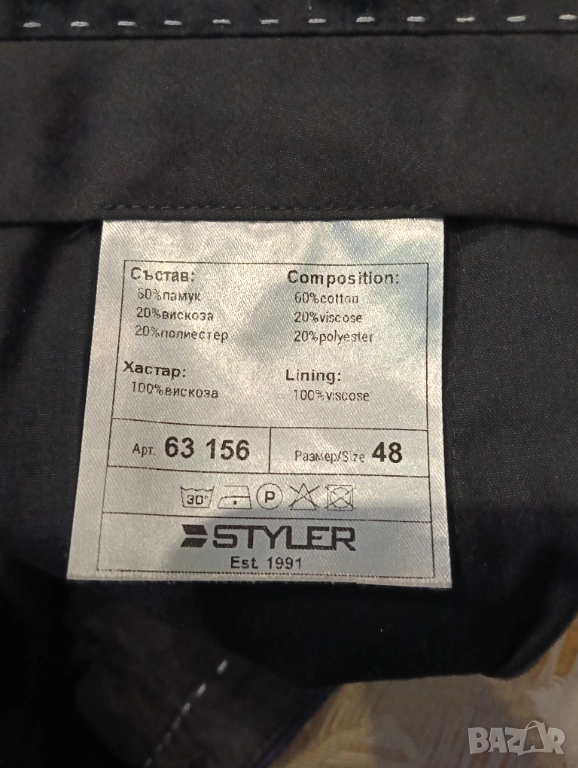 Състав:
60%памук
20%вискоза
20%полиестер
Хастар:
100%вискоза
Composition:
60%cotton
20%viscose
20%polyester
Lining:
100%viscose
Арт. 63 156
Размер/Size 48
30° P
STYLER
Est. 1991
BAZAR